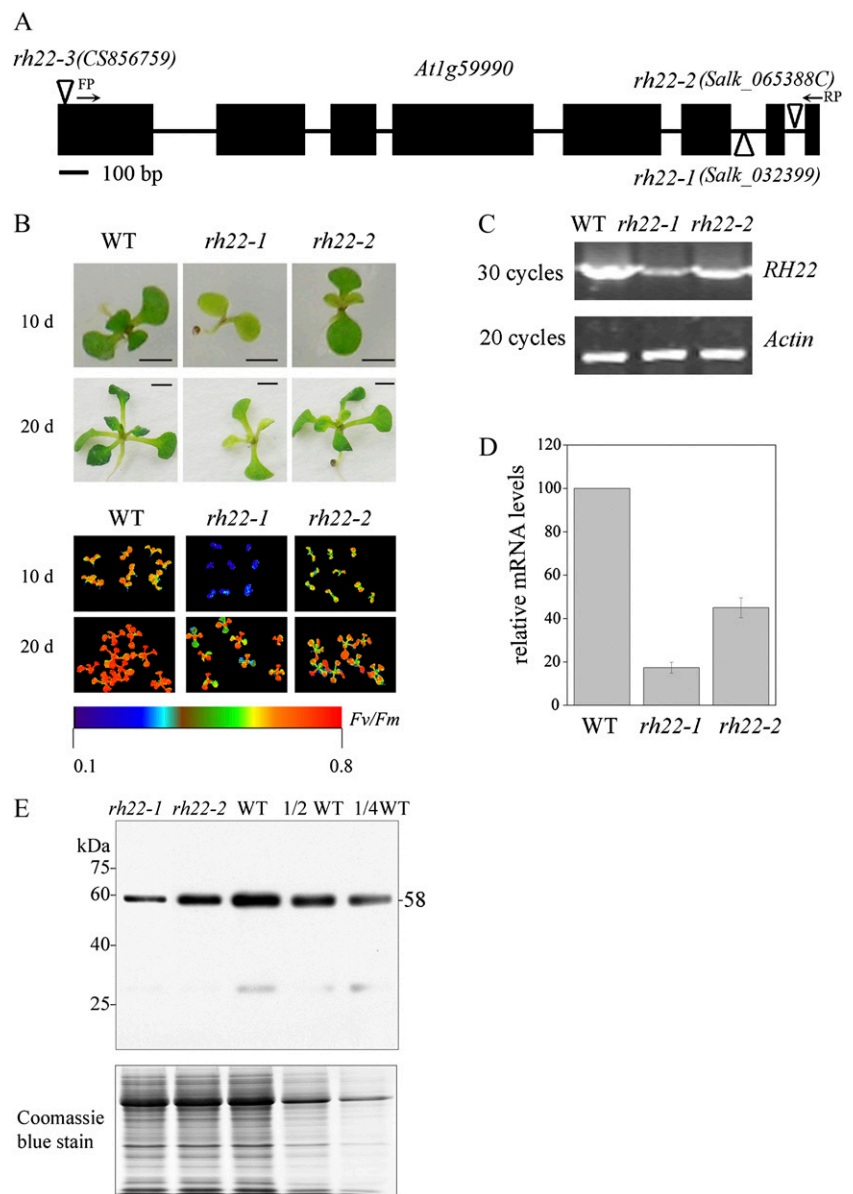 A
rh22-3(CS856759)
At1g59990
rh22-2(Salk_065388C)
FP
RP
100 bp
rh22-1(Salk_032399)
B
WT rh22-1 rh22-2
10 d
20 d
WT rh22-1 rh22-2
10 d
20 d
Fv/Fm
0.1 0.8
C
WT rh22-1 rh22-2
30 cycles RH22
20 cycles Actin
D
relative mRNA levels
120
100
80
60
40
20
0
WT rh22-1 rh22-2
E
rh22-1 rh22-2 WT 1/2 WT 1/4WT
kDa
75-
60- -58
40-
25-
Coomassie
blue stain